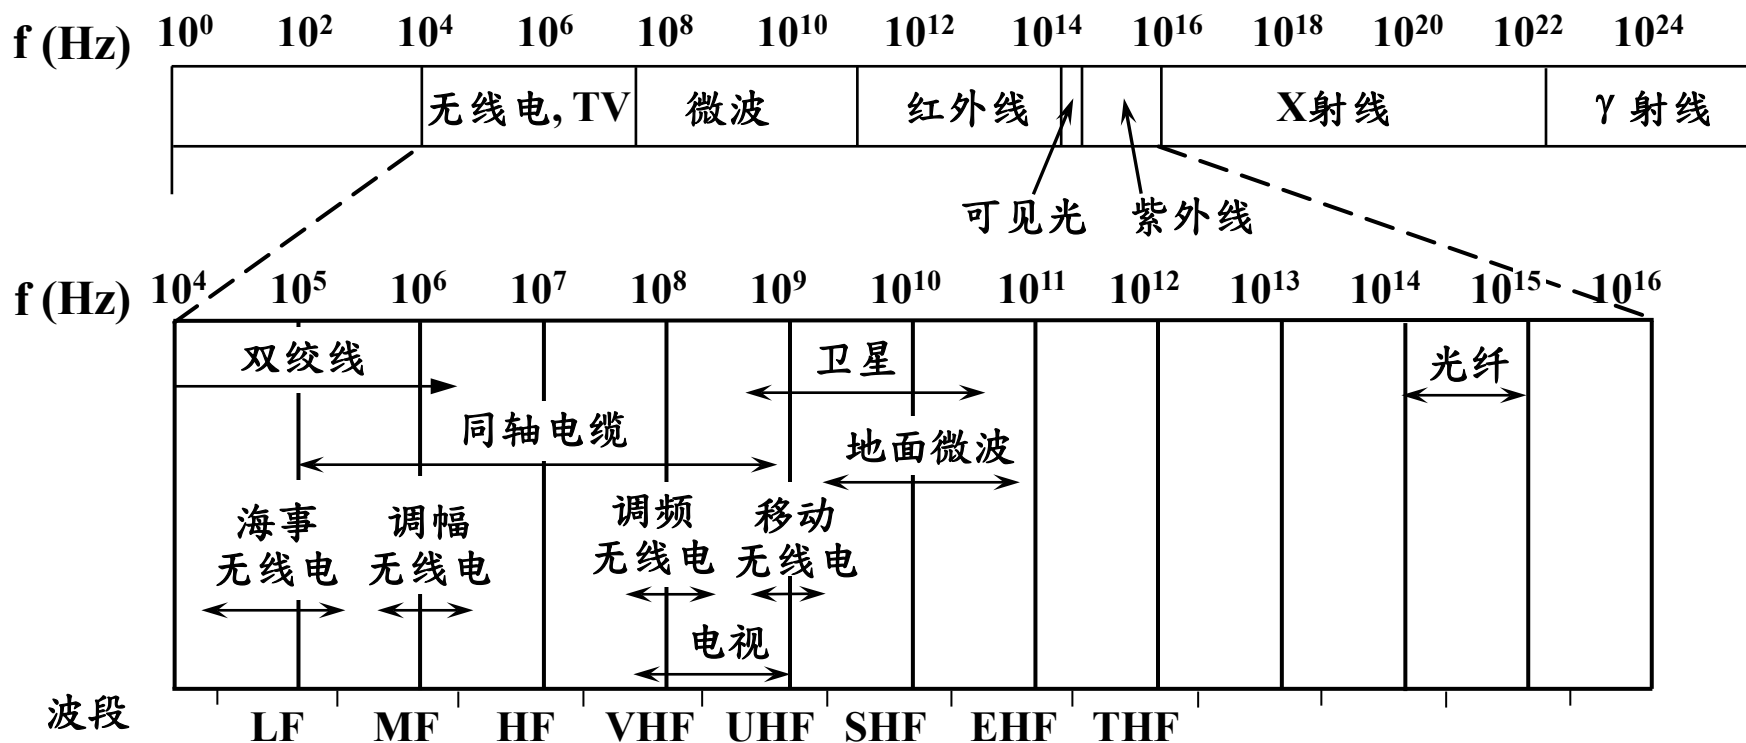 f (Hz) 10⁰ 10² 10⁴ 10⁶ 10⁸ 10¹⁰ 10¹² 10¹⁴ 10¹⁶ 10¹⁸ 10²⁰ 10²² 10²⁴
无线电, TV 微波 红外线 X射线 γ 射线
可见光 紫外线
f (Hz) 10⁴ 10⁵ 10⁶ 10⁷ 10⁸ 10⁹ 10¹⁰ 10¹¹ 10¹² 10¹³ 10¹⁴ 10¹⁵ 10¹⁶
双绞线 卫星 光纤
同轴电缆 地面微波
海事 调幅 调频 移动
无线电 无线电 无线电 无线电
电视
波段 LF MF HF VHF UHF SHF EHF THF